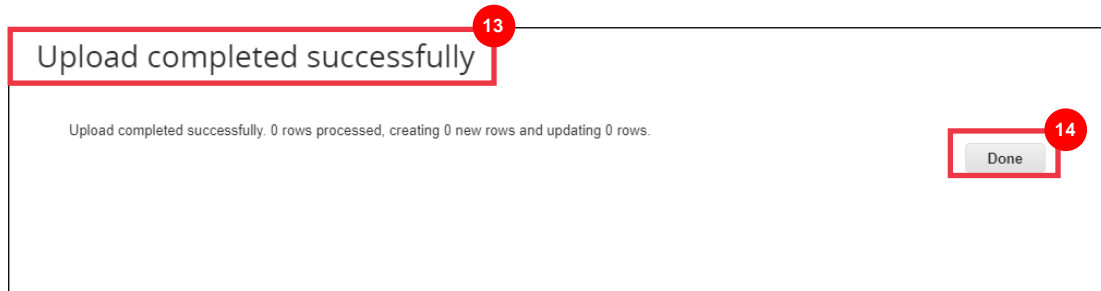 13
Upload completed successfully
Upload completed successfully. 0 rows processed, creating 0 new rows and updating 0 rows.
14
Done